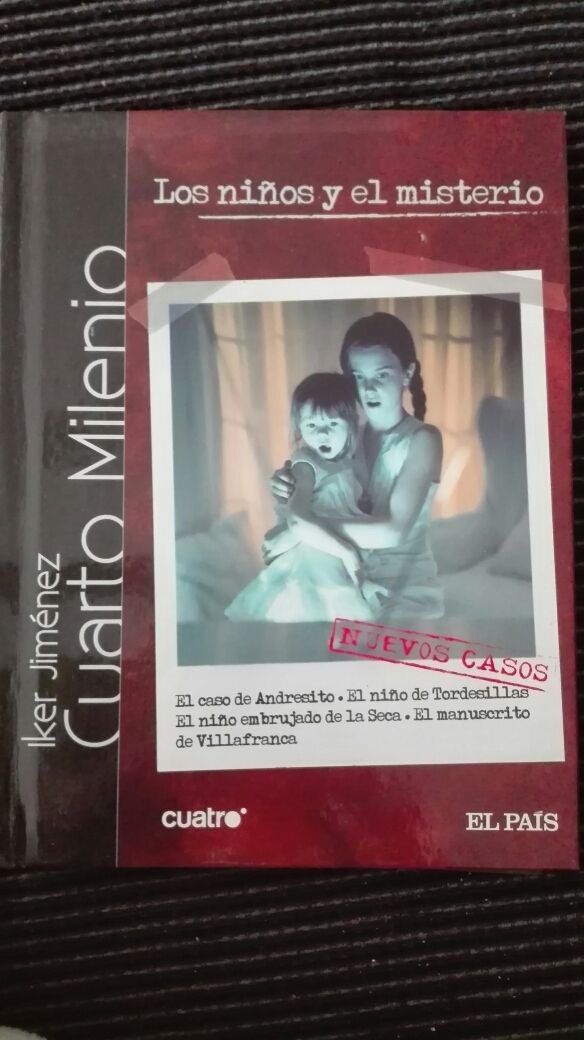 Los niños y el misterio
Iker Jiménez
Cuarto Milenio
NUEVOS CASOS
El caso de Andresito • El niño de Tordesillas
El niño embrujado de la Seca • El manuscrito
de Villafranca
cuatro
EL PAÍS